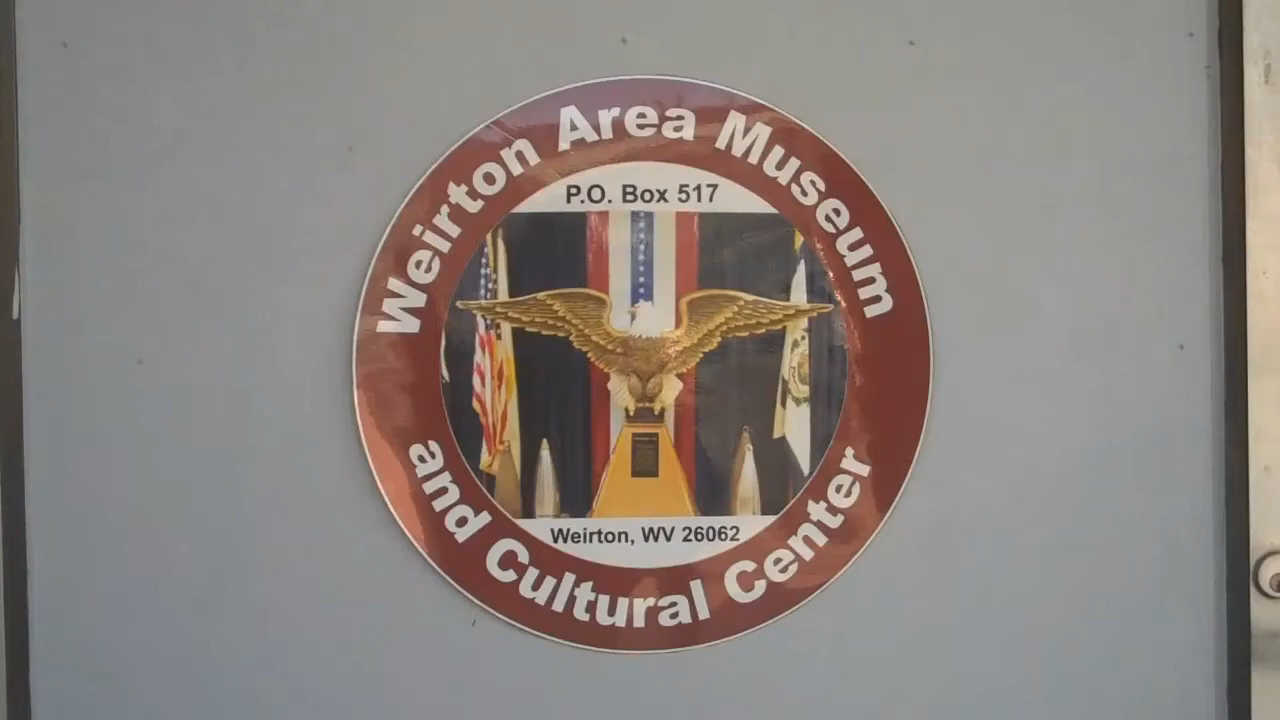 Weirton Area Museum
P.O. Box 517
Weirton, WV 26062
and Cultural Center